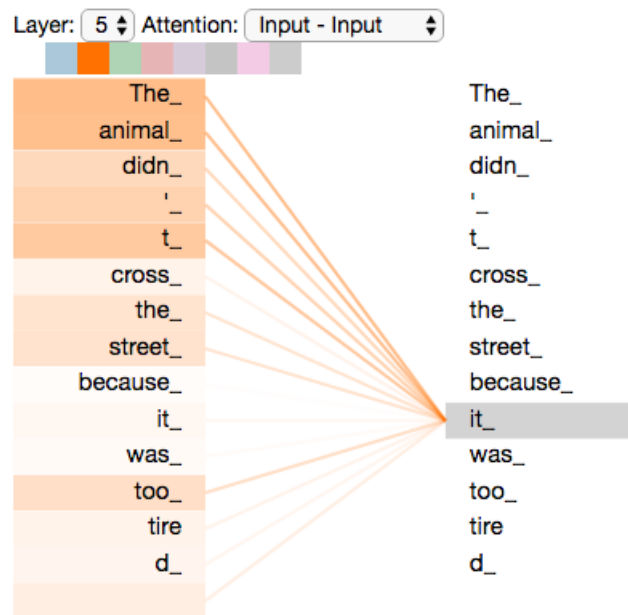 Layer: 5 Attention: Input - Input
The_ The_
animal_ animal_
didn_ didn_
'_ '_
t_ t_
cross_ cross_
the_ the_
street_ street_
because_ because_
it_ it_
was_ was_
too_ too_
tire tire
d_ d_